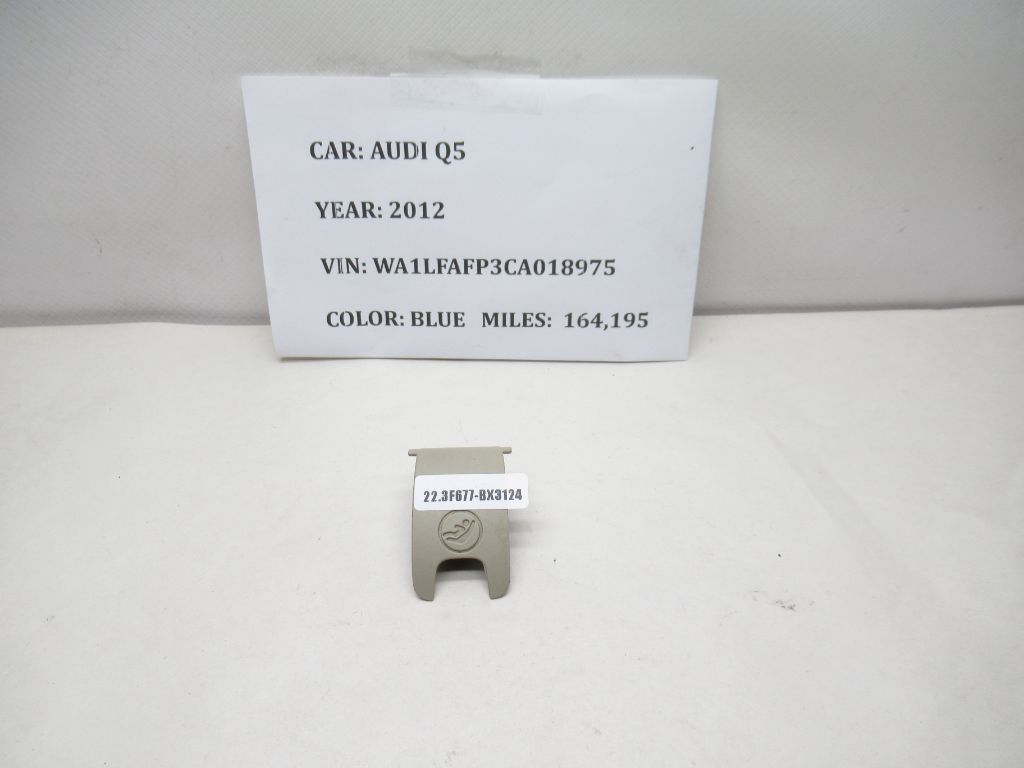 CAR: AUDI Q5
YEAR: 2012
VIN: WA1LFAFP3CA018975
COLOR: BLUE MILES: 164,195
22.3F677-BX3124